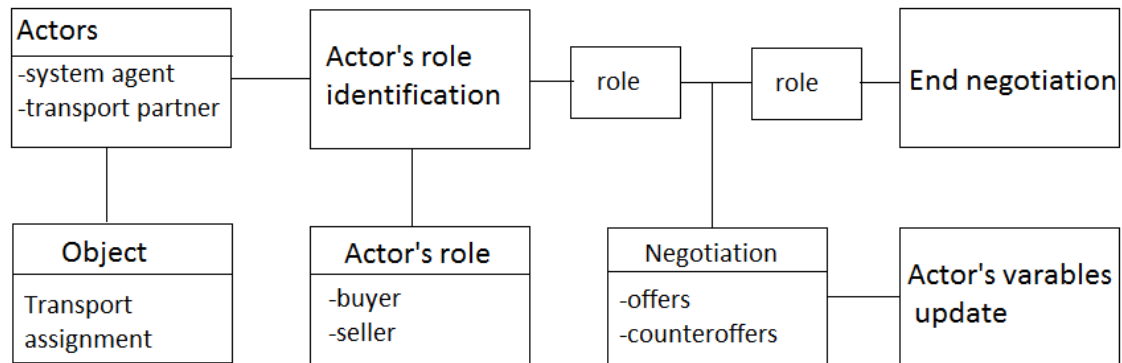 Actors
-system agent
-transport partner
Actor's role
identification
role
role
End negotiation
Object
Transport
assignment
Actor's role
-buyer
-seller
Negotiation
-offers
-counteroffers
Actor's varables
update